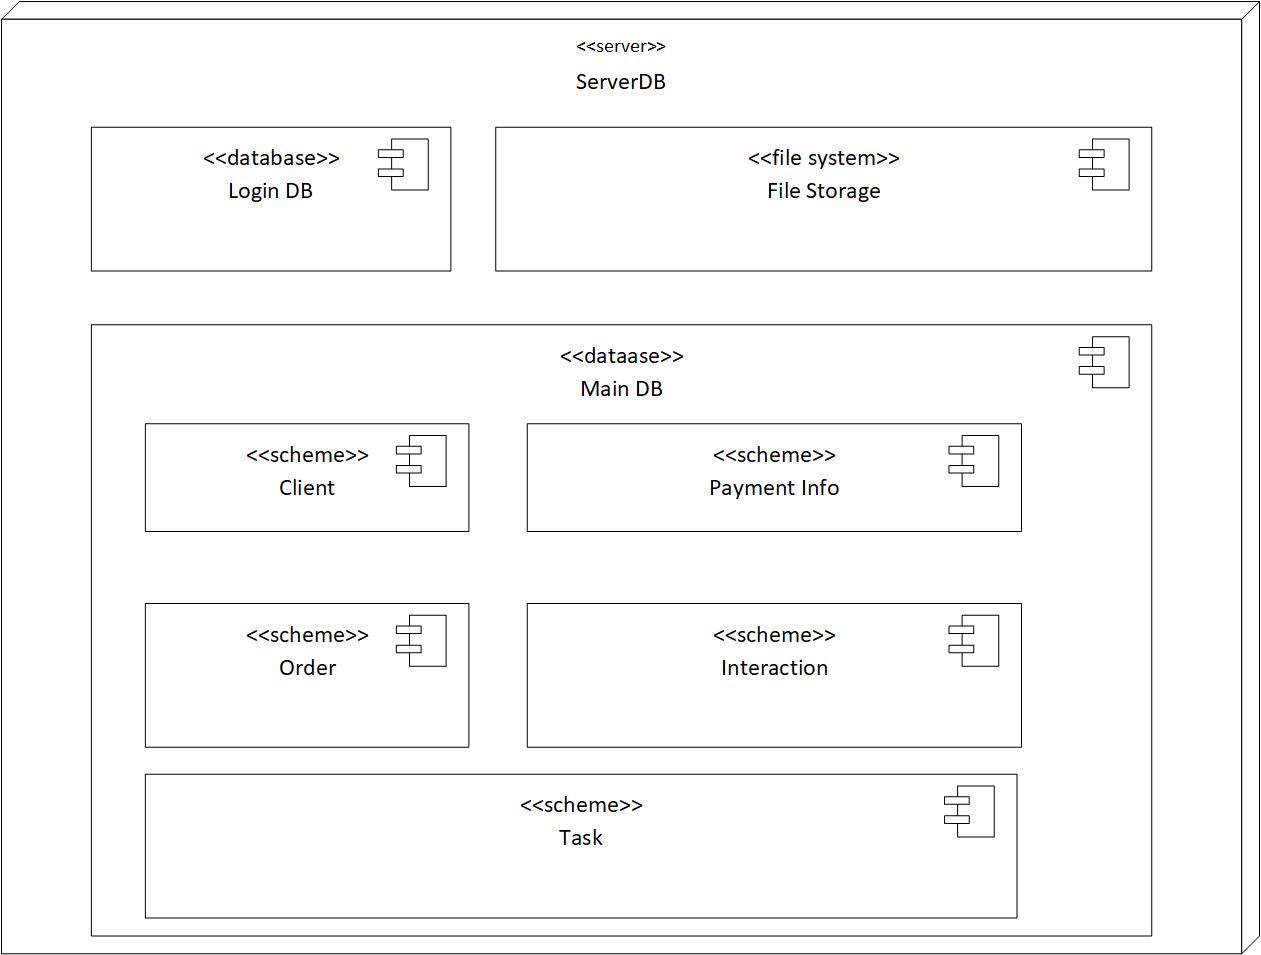 <<server>>
ServerDB
<<database>>
Login DB
<<file system>>
File Storage
<<dataase>>
Main DB
<<scheme>>
Client
<<scheme>>
Payment Info
<<scheme>>
Order
<<scheme>>
Interaction
<<scheme>>
Task